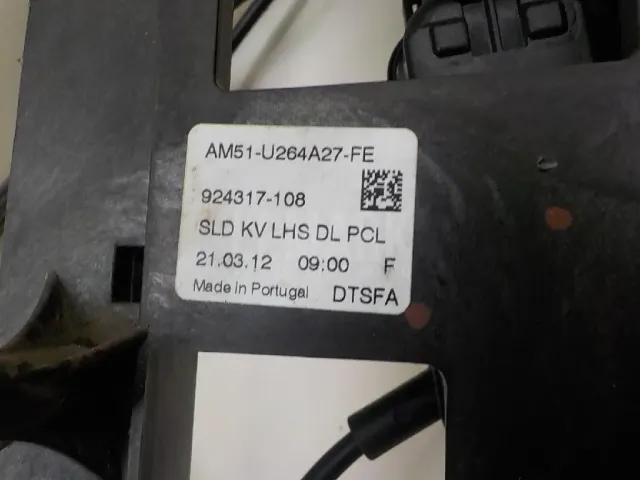 AM51-U264A27-FE
924317-108
SLD KV LHS DL PCL
21.03.12 09:00 F
Made in Portugal DTSFA